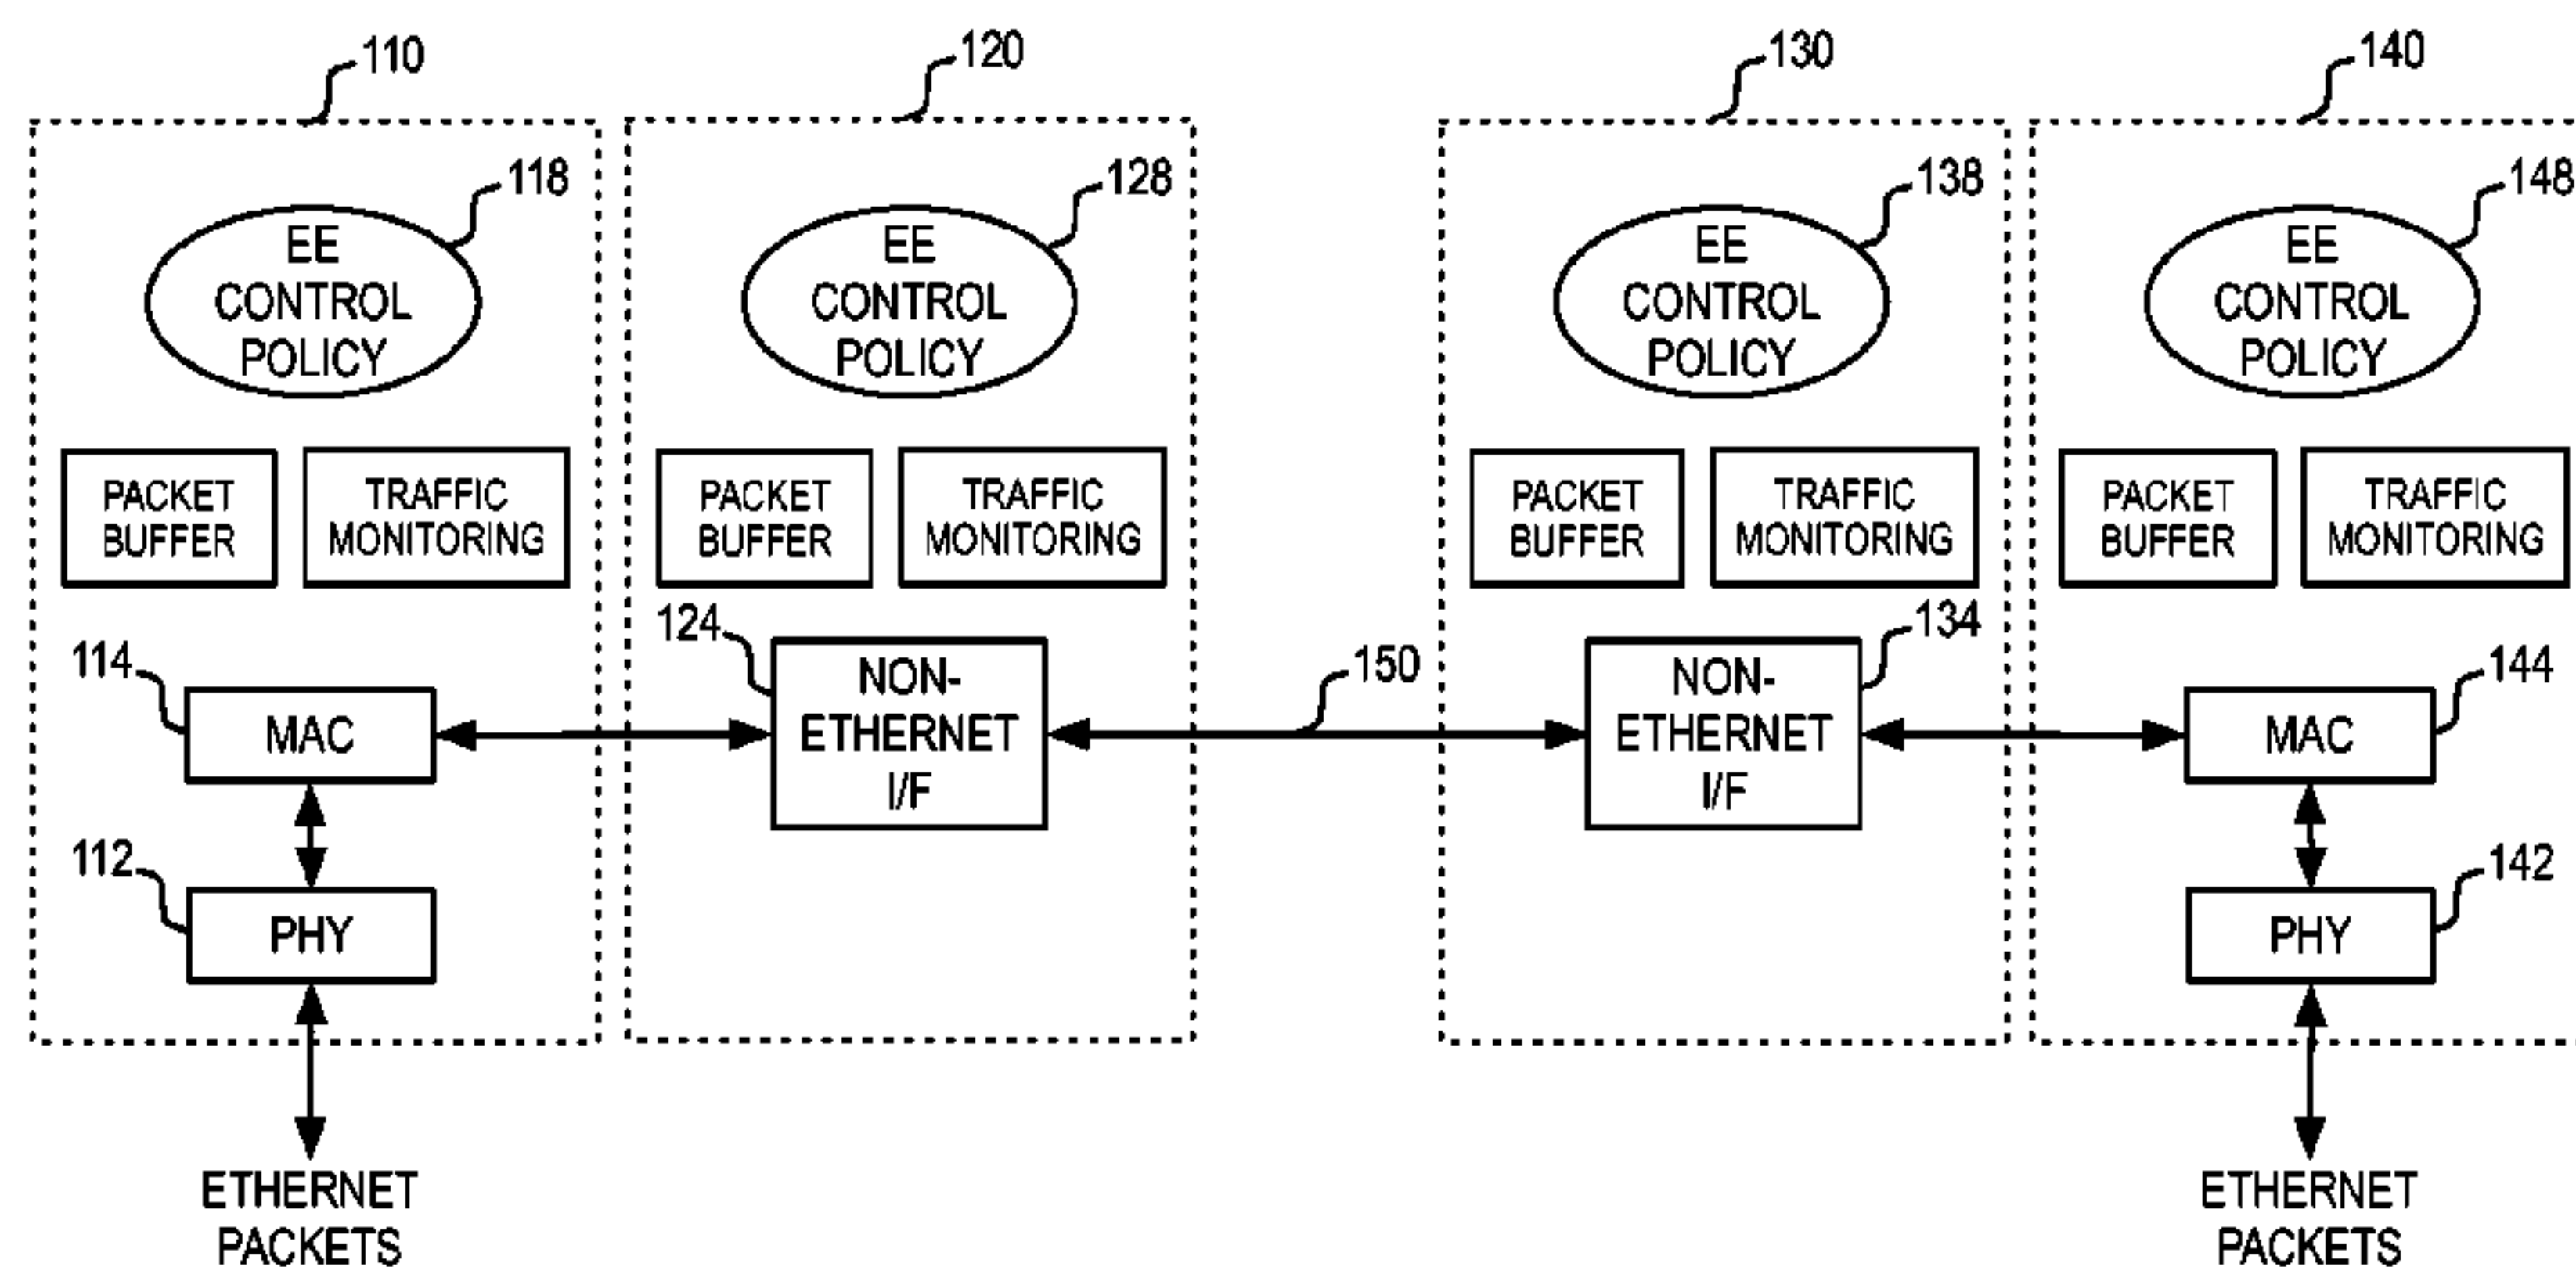 110
120
130
140
118
128
138
148
EE
CONTROL
POLICY
EE
CONTROL
POLICY
EE
CONTROL
POLICY
EE
CONTROL
POLICY
PACKET
BUFFER
TRAFFIC
MONITORING
PACKET
BUFFER
TRAFFIC
MONITORING
PACKET
BUFFER
TRAFFIC
MONITORING
PACKET
BUFFER
TRAFFIC
MONITORING
114
MAC
124
NON-
ETHERNET
I/F
150
134
NON-
ETHERNET
I/F
144
MAC
112
PHY
142
PHY
ETHERNET
PACKETS
ETHERNET
PACKETS